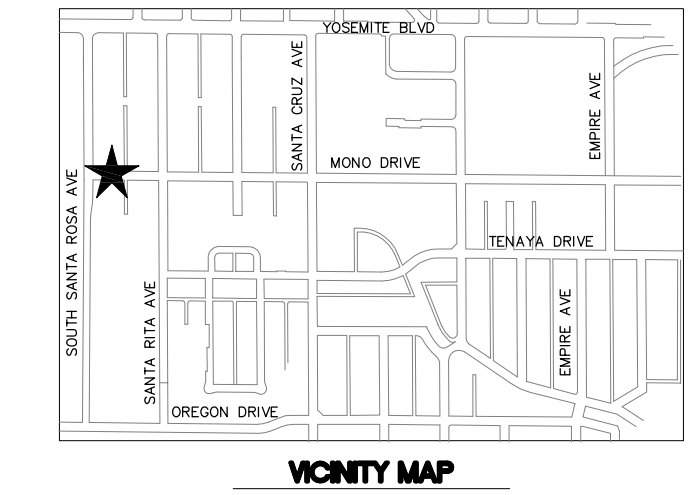 YOSEMITE BLVD
SANTA CRUZ AVE
EMPIRE AVE
MONO DRIVE
SOUTH SANTA ROSA AVE
TENAYA DRIVE
SANTA RITA AVE
EMPIRE AVE
OREGON DRIVE
VICINITY MAP